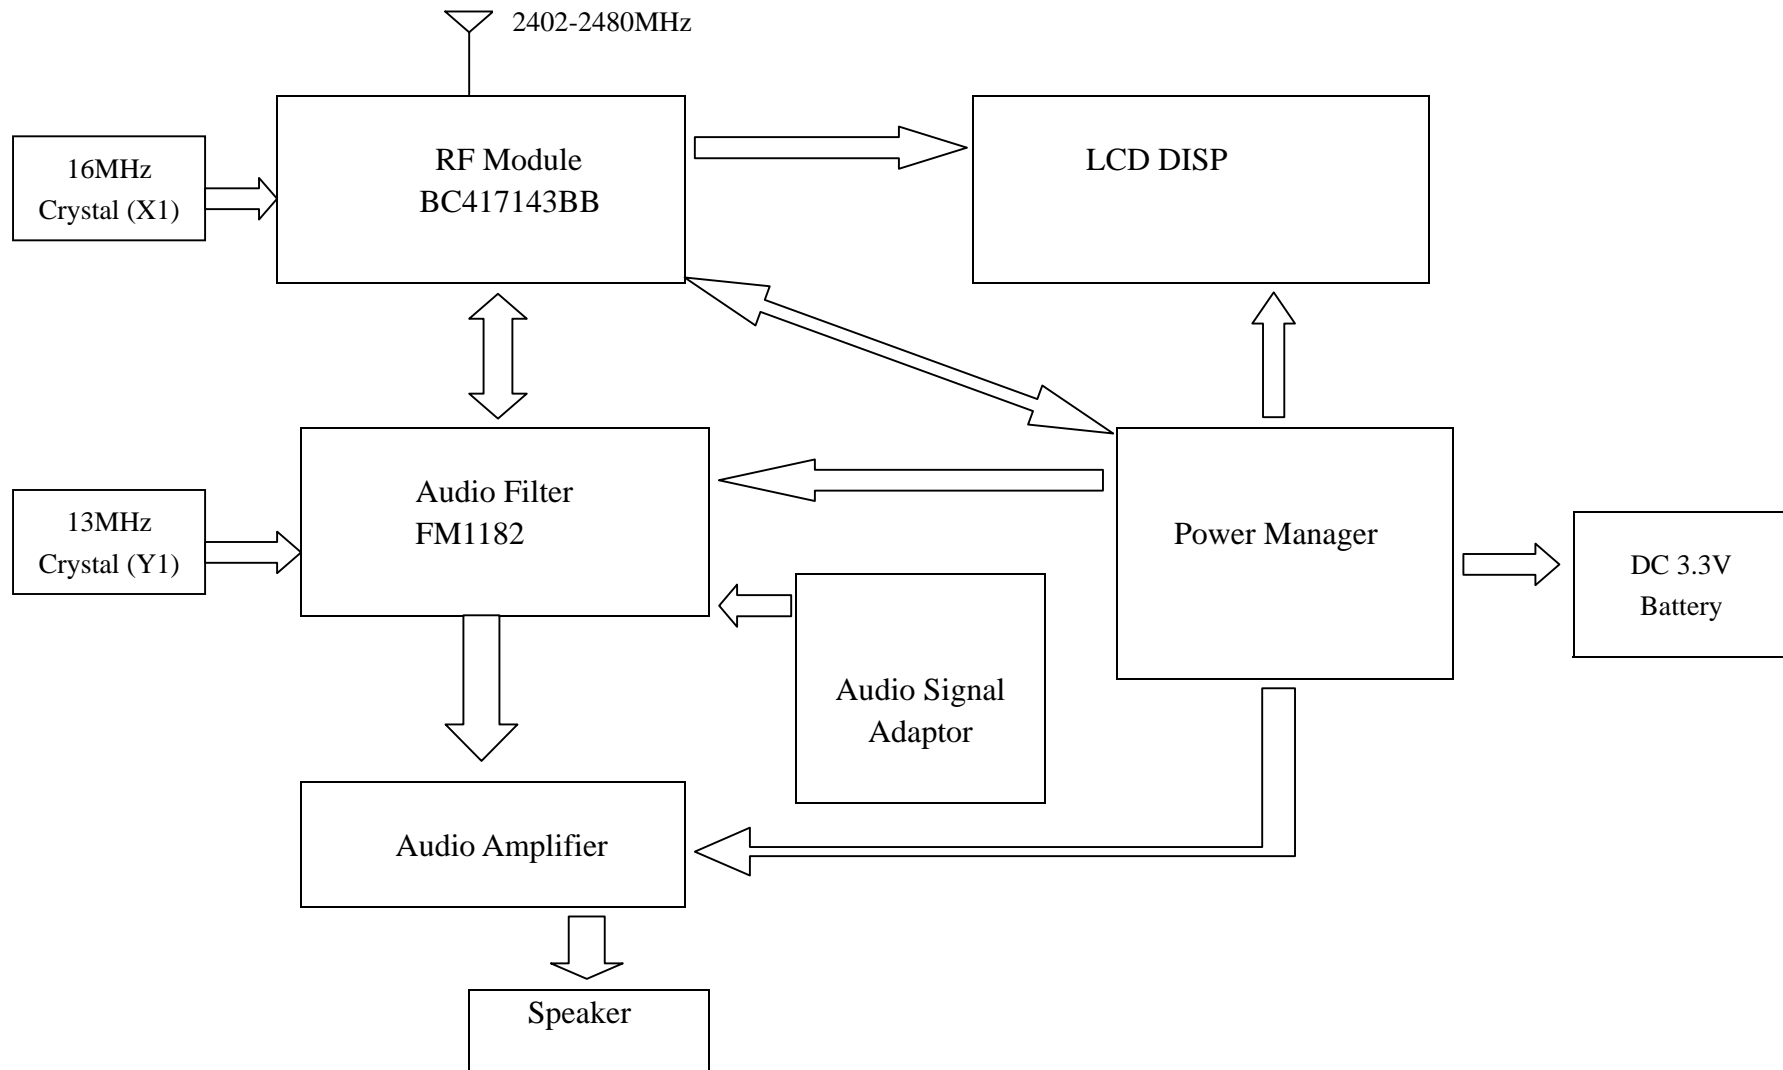 2402-2480MHz
16MHz
Crystal (X1)
RF Module
BC417143BB
LCD DISP
13MHz
Crystal (Y1)
Audio Filter
FM1182
Power Manager
DC 3.3V
Battery
Audio Signal
Adaptor
Audio Amplifier
Speaker